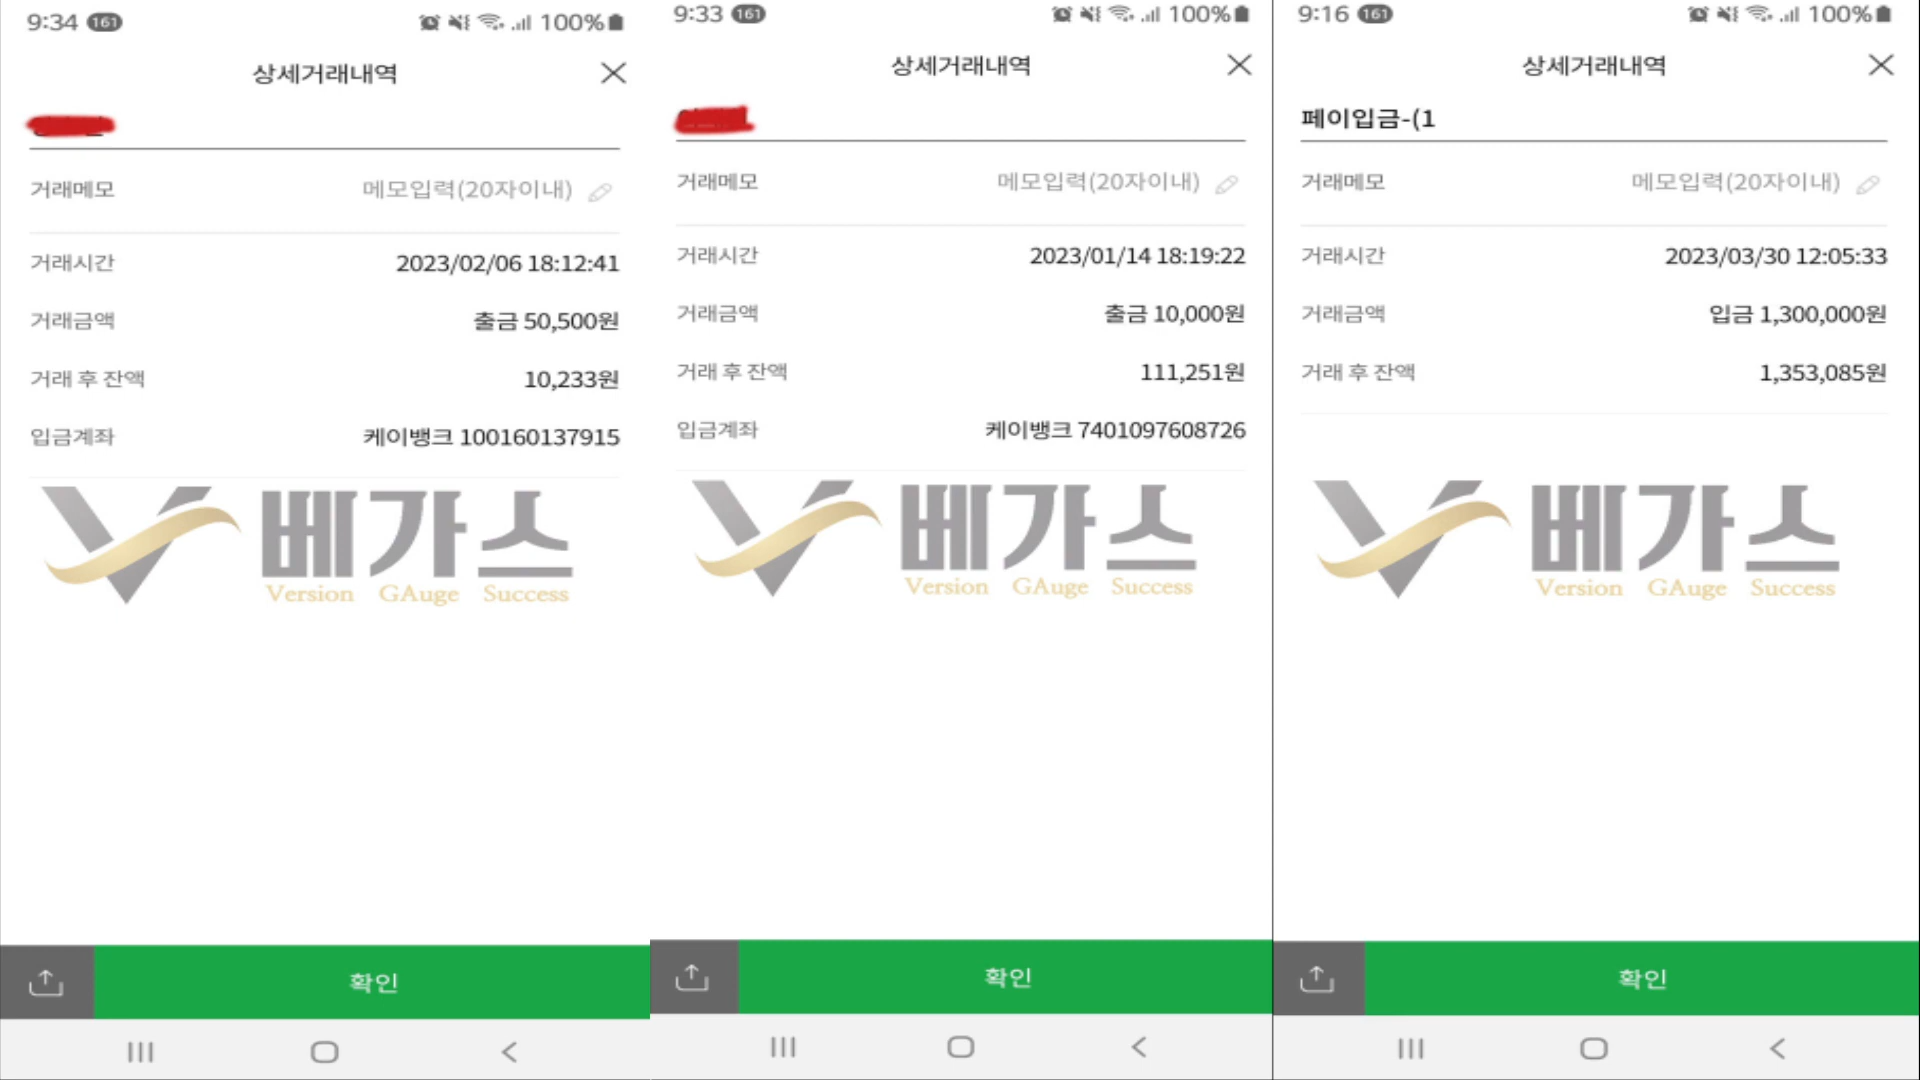 9:34 161 100%
상세거래내역
거래메모 메모입력(20자이내)
거래시간 2023/02/06 18:12:41
거래금액 출금 50,500원
거래 후 잔액 10,233원
입금계좌 케이뱅크 100160137915
베가스
Version GAuge Success
확인
9:33 161 100%
상세거래내역
거래메모 메모입력(20자이내)
거래시간 2023/01/14 18:19:22
거래금액 출금 10,000원
거래 후 잔액 111,251원
입금계좌 케이뱅크 7401097608726
베가스
Version GAuge Success
확인
9:16 161 100%
상세거래내역
페이입금-(1
거래메모 메모입력(20자이내)
거래시간 2023/03/30 12:05:33
거래금액 입금 1,300,000원
거래 후 잔액 1,353,085원
베가스
Version GAuge Success
확인